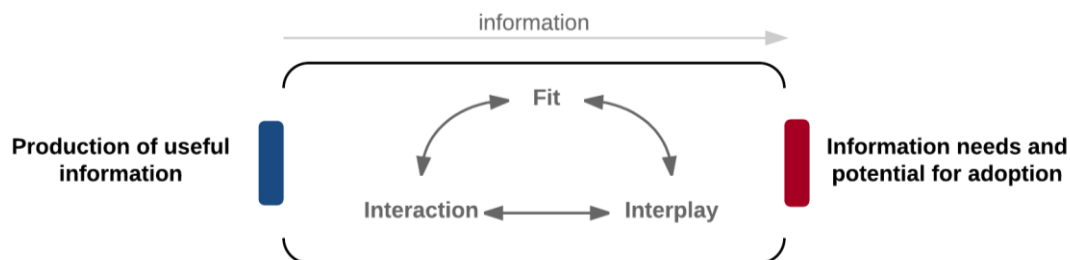 information
Fit
Production of useful
information
Information needs and
potential for adoption
Interaction
Interplay